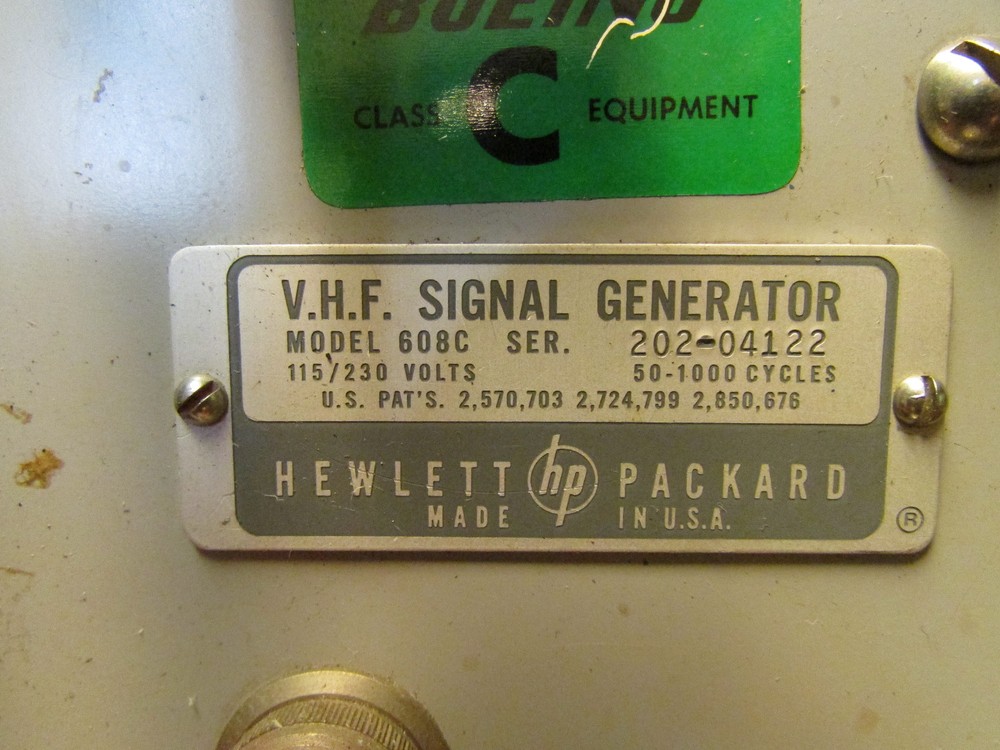 BOEING
CLASS C EQUIPMENT
V.H.F. SIGNAL GENERATOR
MODEL 608C SER. 202-04122
115/230 VOLTS 50-1000 CYCLES
U.S. PAT'S. 2,570,703 2,724,799 2,850,676
HEWLETT hp PACKARD
MADE IN U.S.A. ®